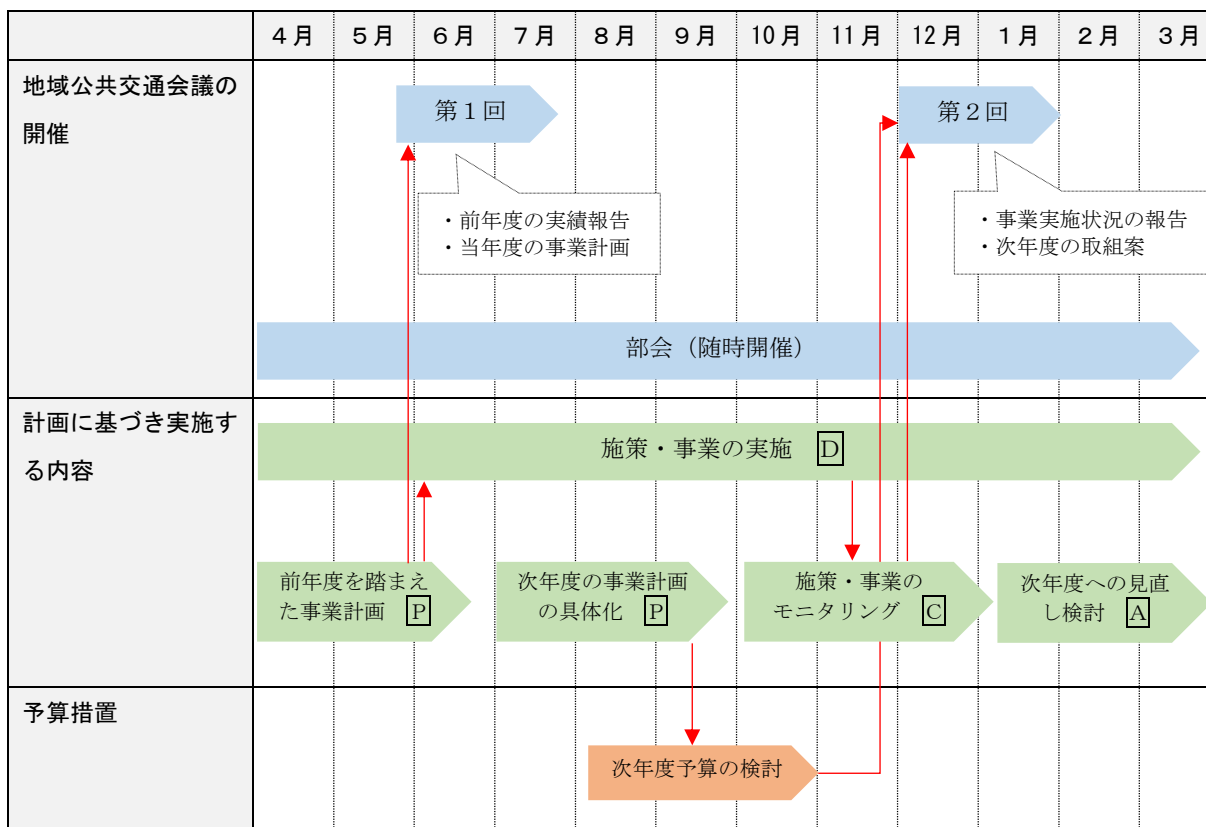 ４月
５月
６月
７月
８月
９月
10月
11月
12月
１月
２月
３月
地域公共交通会議の
開催
第１回
第２回
・前年度の実績報告
・当年度の事業計画
・事業実施状況の報告
・次年度の取組案
部会（随時開催）
計画に基づき実施す
る内容
施策・事業の実施 D
前年度を踏まえ
た事業計画 P
次年度の事業計画
の具体化 P
施策・事業の
モニタリング C
次年度への見直
し検討 A
予算措置
次年度予算の検討